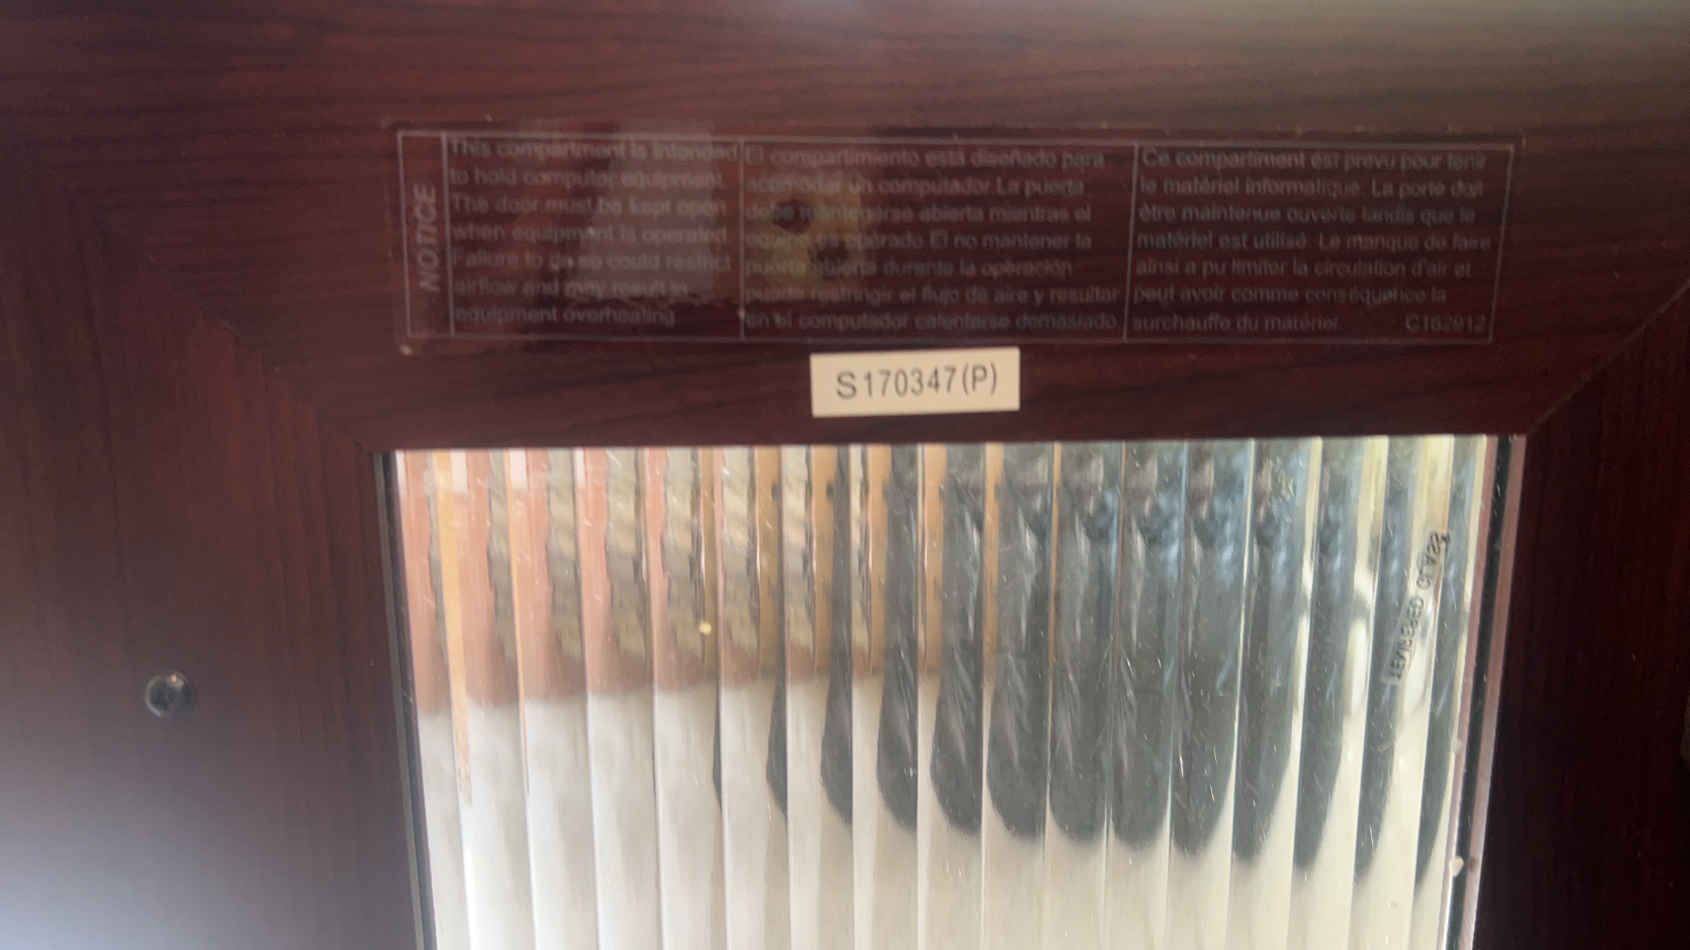 NOTICE
This compartment is intended
to hold computer equipment.
The door must be kept open
when equipment is operated.
Failure to do so could restrict
airflow and may result in
equipment overheating
El compartimiento está diseñado para
acomodar un computador La puerta
debe mantenerse abierta mientras el
equipo es operado. El no mantener la
puerta abierta durante la operación
puede restringir el flujo de aire y resultar
en el computador calentarse demasiado.
Ce compartiment est prévu pour tenir
le matériel informatique. La porte doit
être maintenue ouverte tandis que le
matériel est utilisé. Le manque de faire
ainsi a pu limiter la circulation d'air et
peut avoir comme conséquence la
surchauffe du matériel.
C162912
S170347(P)